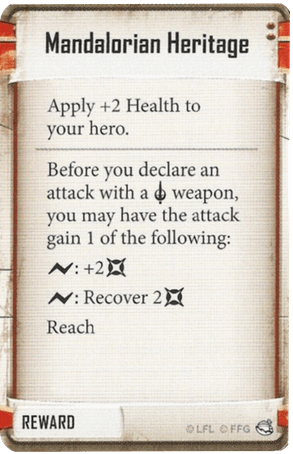 Mandalorian Heritage
Apply +2 Health to
your hero.
Before you declare an
attack with a weapon,
you may have the attack
gain 1 of the following:
: +2
: Recover 2
Reach
REWARD
© LFL © FFG